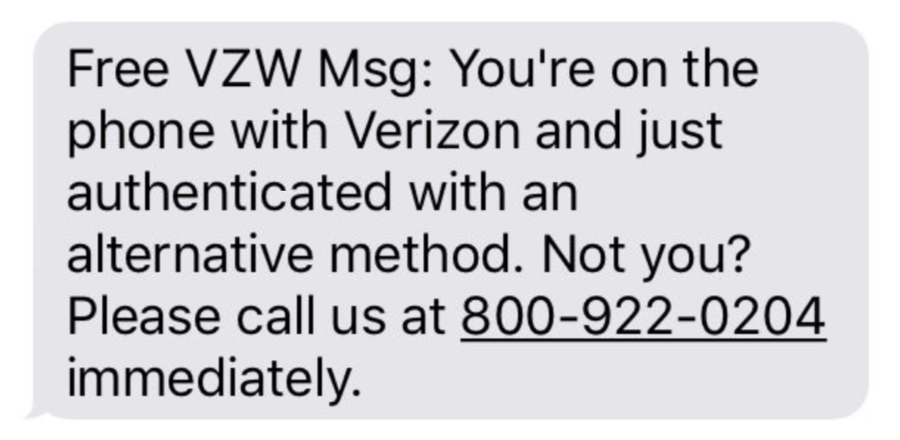 Free VZW Msg: You're on the
phone with Verizon and just
authenticated with an
alternative method. Not you?
Please call us at 800-922-0204
immediately.